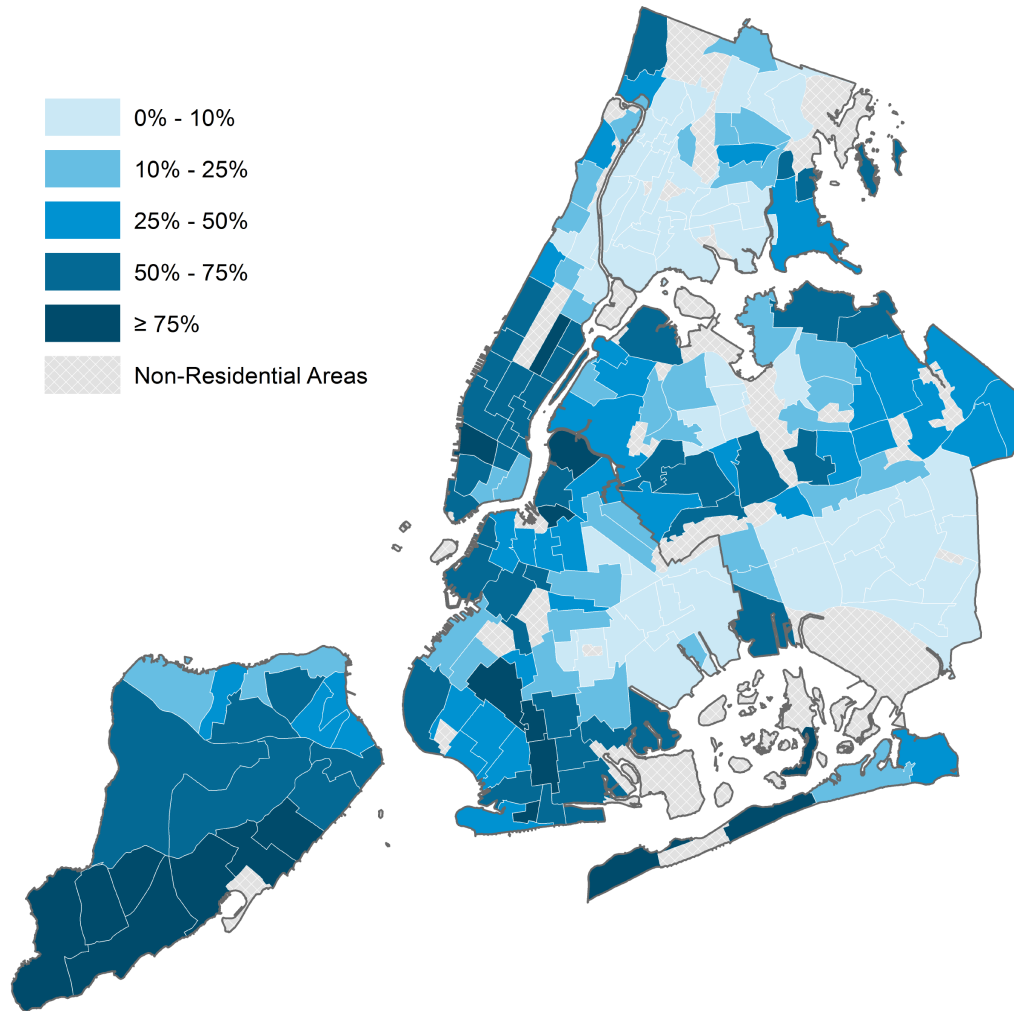 0% - 10%
10% - 25%
25% - 50%
50% - 75%
≥ 75%
Non-Residential Areas